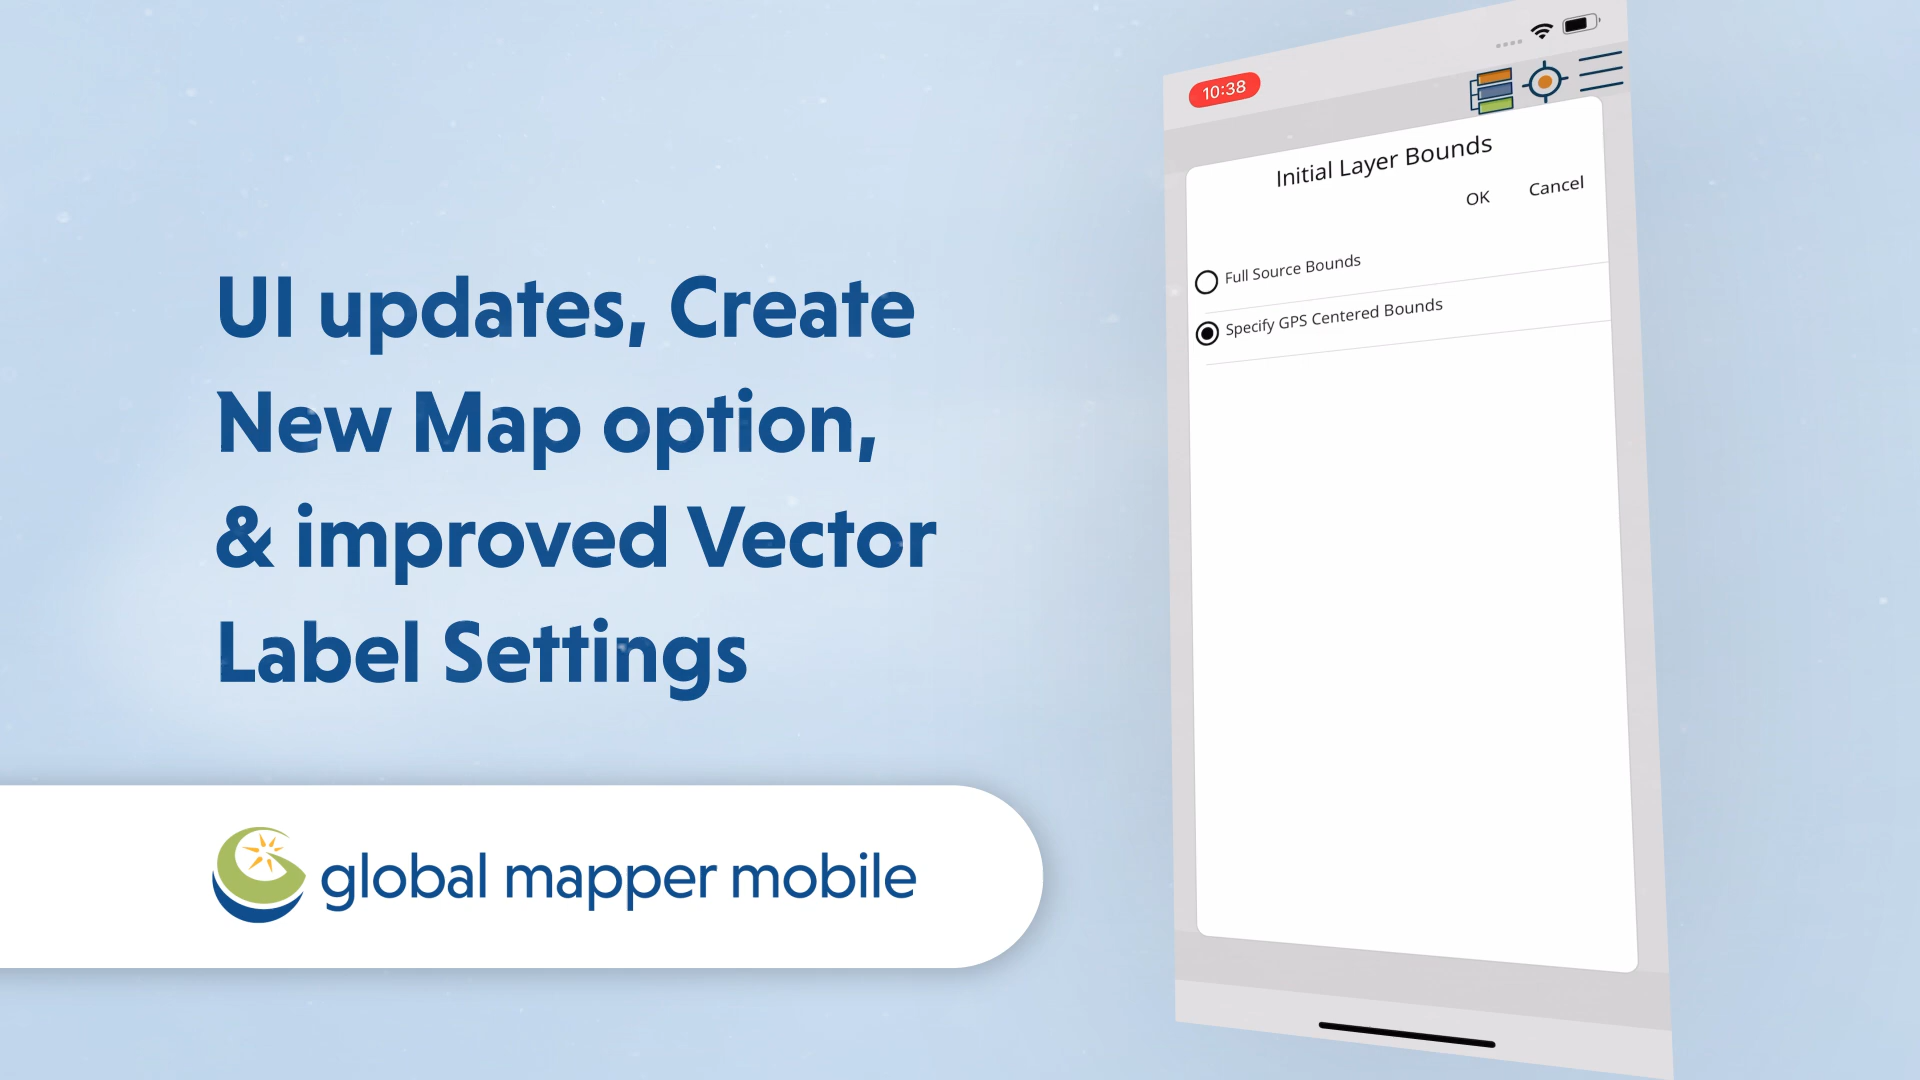 UI updates, Create
New Map option,
& improved Vector
Label Settings
global mapper mobile
10:38
Initial Layer Bounds
OK Cancel
Full Source Bounds
Specify GPS Centered Bounds